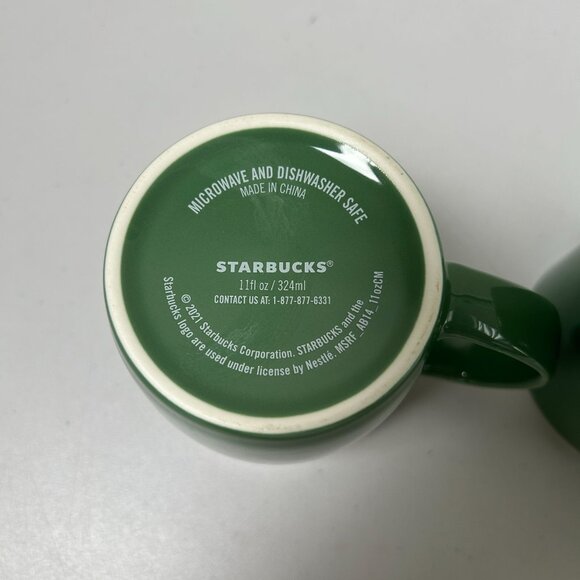 MICROWAVE AND DISHWASHER SAFE
MADE IN CHINA
STARBUCKS®
11fl oz / 324ml
CONTACT US AT: 1-877-877-6331
© 2021 Starbucks Corporation. STARBUCKS and the
Starbucks logo are used under license by Nestlé. MSRF_AB14_11ozCM